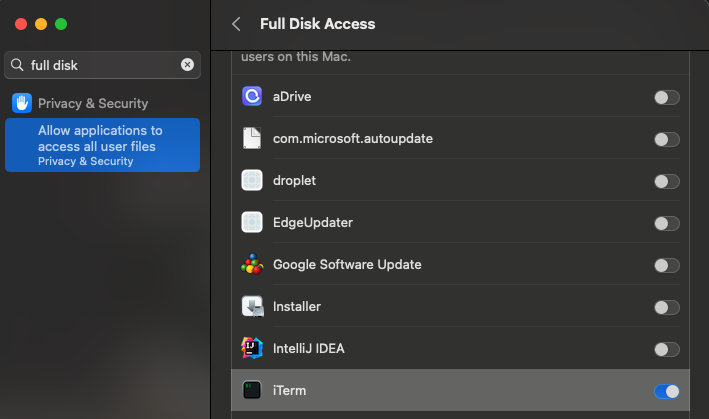 full disk
Privacy & Security
Allow applications to
access all user files
Privacy & Security
Full Disk Access
users on this Mac.
aDrive
com.microsoft.autoupdate
droplet
EdgeUpdater
Google Software Update
Installer
IntelliJ IDEA
iTerm